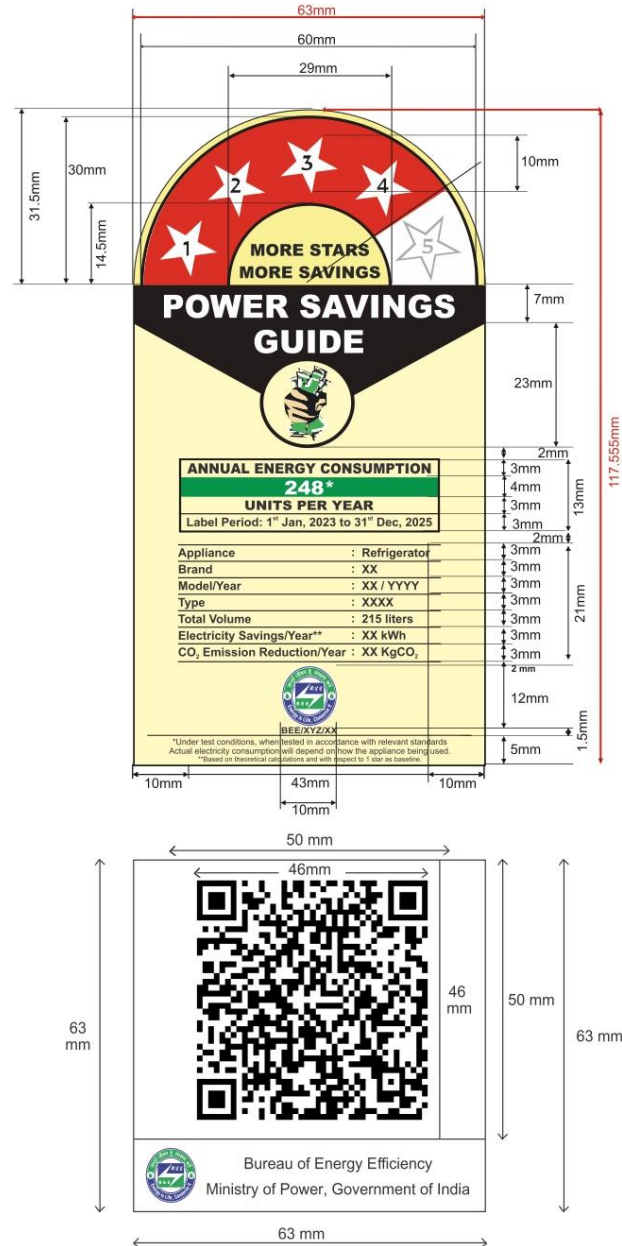 63mm
60mm
29mm
31.5mm
30mm
14.5mm
10mm
117.555mm
1
2
3
4
5
MORE STARS
MORE SAVINGS
POWER SAVINGS
GUIDE
7mm
23mm
2mm
ANNUAL ENERGY CONSUMPTION
248*
UNITS PER YEAR
Label Period: 1st Jan, 2023 to 31st Dec, 2025
3mm
4mm
3mm
3mm
13mm
2mm
Appliance : Refrigerator
Brand : XX
Model/Year : XX / YYYY
Type : XXXX
Total Volume : 215 liters
Electricity Savings/Year** : XX kWh
CO₂ Emission Reduction/Year : XX KgCO₂
3mm
3mm
3mm
3mm
3mm
3mm
3mm
21mm
2 mm
12mm
1.5mm
5mm
BEE/XYZ/XX
*Under test conditions, when tested in accordance with relevant standards
Actual electricity consumption will depend on how the appliance being used.
**Based on theoretical calculations and with respect to 1 star as baseline.
10mm
43mm
10mm
10mm
50 mm
46mm
63
mm
46
mm
50 mm
63 mm
Bureau of Energy Efficiency
Ministry of Power, Government of India
63 mm